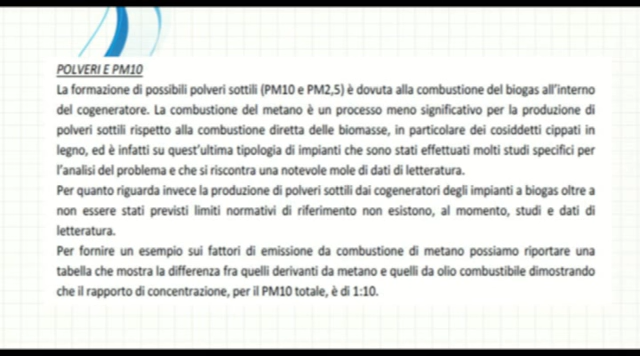 POLVERI E PM10
La formazione di possibili polveri sottili (PM10 e PM2,5) è dovuta alla combustione del biogas all'interno
del cogeneratore. La combustione del metano è un processo meno significativo per la produzione di
polveri sottili rispetto alla combustione diretta delle biomasse, in particolare dei cosiddetti cippati in
legno, ed è infatti su quest'ultima tipologia di impianti che sono stati effettuati molti studi specifici per
l'analisi del problema e che si riscontra una notevole mole di dati di letteratura.
Per quanto riguarda invece la produzione di polveri sottili dai cogeneratori degli impianti a biogas oltre a
non essere stati previsti limiti normativi di riferimento non esistono, al momento, studi e dati di
letteratura.
Per fornire un esempio sui fattori di emissione da combustione di metano possiamo riportare una
tabella che mostra la differenza fra quelli derivanti da metano e quelli da olio combustibile dimostrando
che il rapporto di concentrazione, per il PM10 totale, è di 1:10.